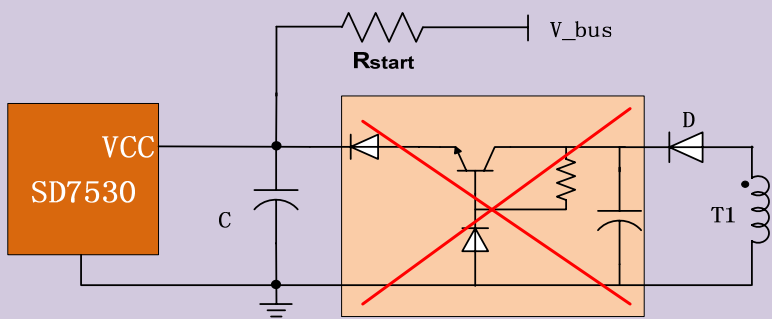 V_bus
Rstart
D
VCC
SD7530
C
T1